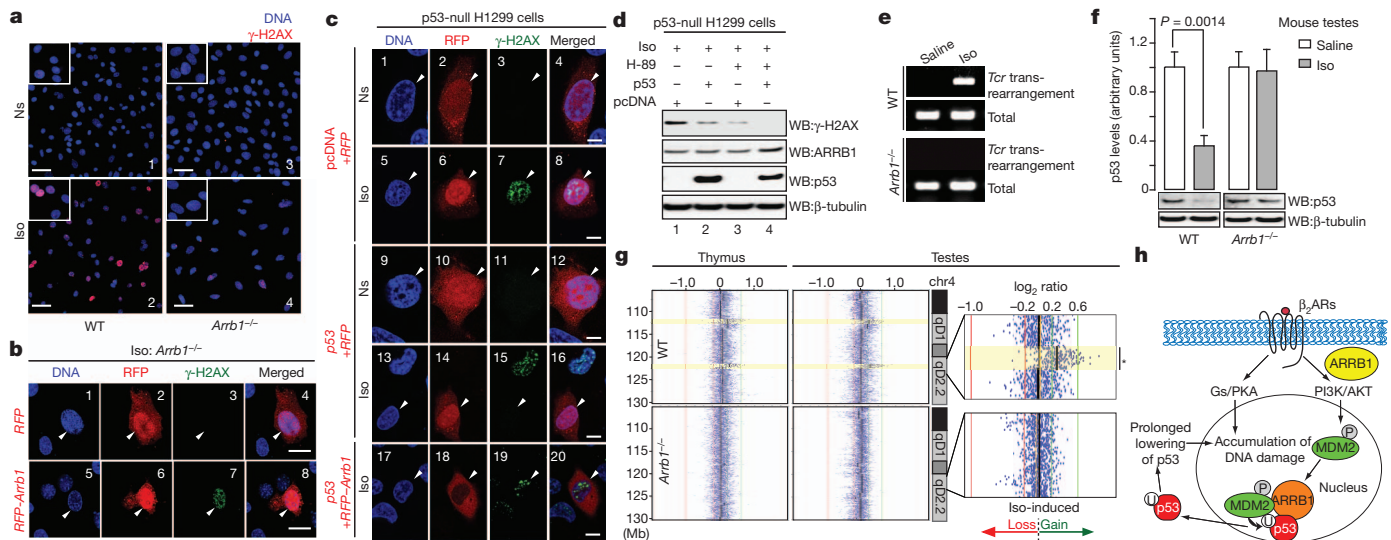 a
DNA
γ-H2AX
Ns
1
3
Iso
2
4
WT
Arrb1–/–
b
Iso: Arrb1–/–
DNA
RFP
γ-H2AX
Merged
RFP
1
2
3
4
RFP-Arrb1
5
6
7
8
c
p53-null H1299 cells
DNA
RFP
γ-H2AX
Merged
pcDNA
+RFP
Ns
1
2
3
4
Iso
5
6
7
8
p53
+RFP
Ns
9
10
11
12
Iso
13
14
15
16
p53
+RFP–Arrb1
Iso
17
18
19
20
d
p53-null H1299 cells
Iso + + + +
H-89 – – + +
p53 – + – +
pcDNA + – + –
WB:γ-H2AX
WB:ARRB1
WB:p53
WB:β-tubulin
1 2 3 4
e
Saline Iso
WT
Tcr trans-
rearrangement
Total
Arrb1–/–
Tcr trans-
rearrangement
Total
f
P = 0.0014
Mouse testes
Saline
Iso
p53 levels (arbitrary units)
1.2
0.8
0.4
0
WB:p53
WB:β-tubulin
WT
Arrb1–/–
g
Thymus
Testes
–1.0 0 1.0
–1.0 0 1.0
chr4
log2 ratio
–1.0 –0.2 0.2 0.6
WT
110
115
120
125
130
qD1
qD2.2
*
Arrb1–/–
110
115
120
125
130
(Mb)
qD1
qD2.2
Iso-induced
Loss Gain
h
β2ARs
ARRB1
Gs/PKA
PI3K/AKT
P
MDM2
Prolonged
lowering
of p53
Accumulation of
DNA damage
Nucleus
P
MDM2
ARRB1
U
p53
U
p53